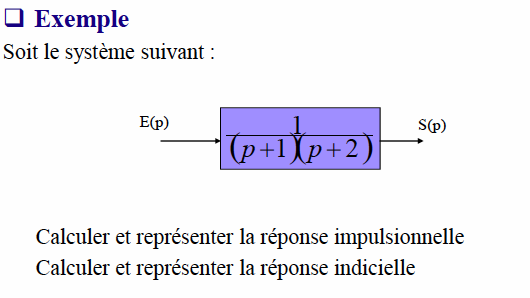 ❑ Exemple
Soit le système suivant :
E(p)
1
(p+1)(p+2)
S(p)
Calculer et représenter la réponse impulsionnelle
Calculer et représenter la réponse indicielle